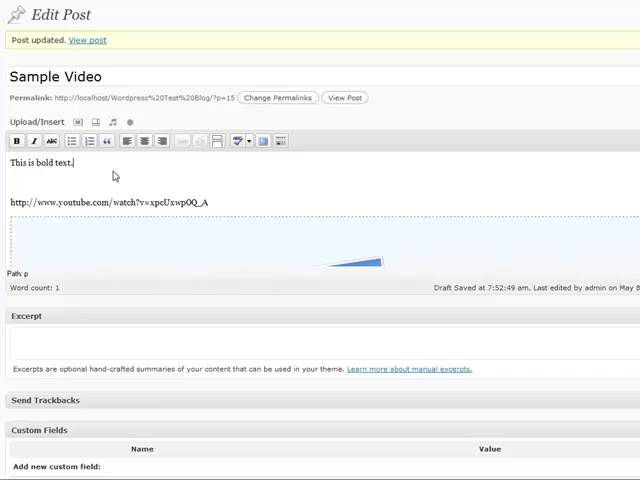 Edit Post
Post updated. View post
Sample Video
Permalink: http://localhost/Wordpress%20Test%20Blog/?p=15 Change Permalinks View Post
Upload/Insert
B I ABC
This is bold text.
http://www.youtube.com/watch?v=xpcUxwpOQ_A
Path: p
Word count: 1 Draft Saved at 7:52:49 am. Last edited by admin on May 8
Excerpt
Excerpts are optional hand-crafted summaries of your content that can be used in your theme. Learn more about manual excerpts.
Send Trackbacks
Custom Fields
Name Value
Add new custom field: